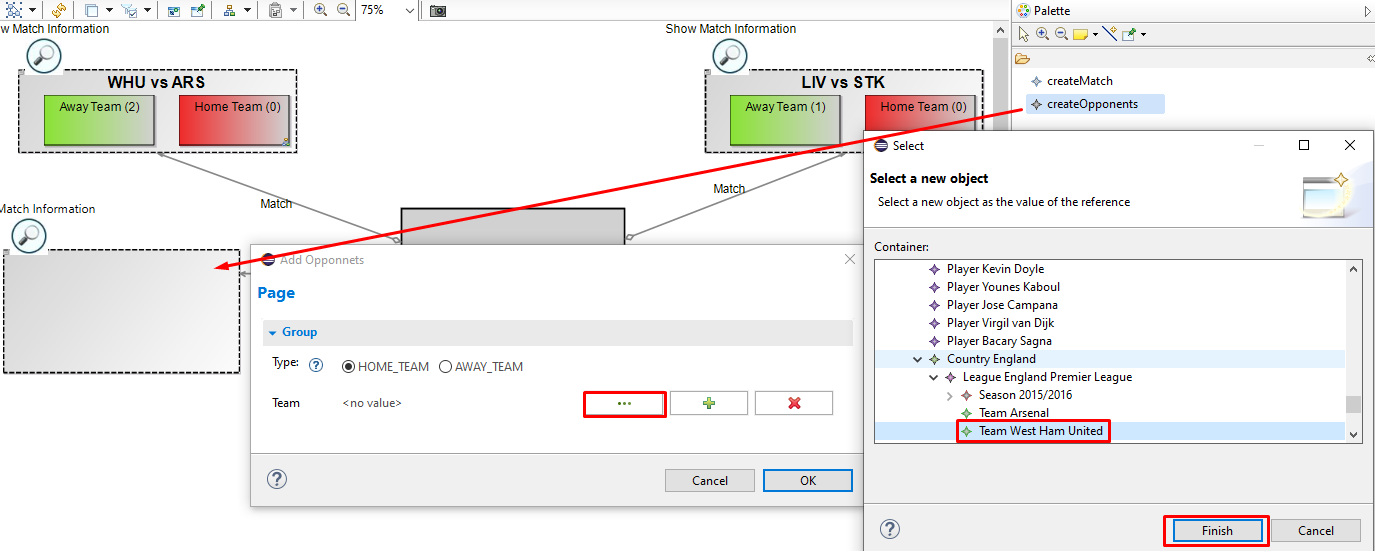 75%
Palette
w Match Information
Show Match Information
WHU vs ARS
Away Team (2)
Home Team (0)
LIV vs STK
Away Team (1)
Home Team (0)
createMatch
createOpponents
Match
Match
Match Information
Add Opponnets
Page
Group
Type:
HOME_TEAM
AWAY_TEAM
Team
<no value>
...
Cancel
OK
Select
Select a new object
Select a new object as the value of the reference
Container:
Player Kevin Doyle
Player Younes Kaboul
Player Jose Campana
Player Virgil van Dijk
Player Bacary Sagna
Country England
League England Premier League
Season 2015/2016
Team Arsenal
Team West Ham United
Finish
Cancel